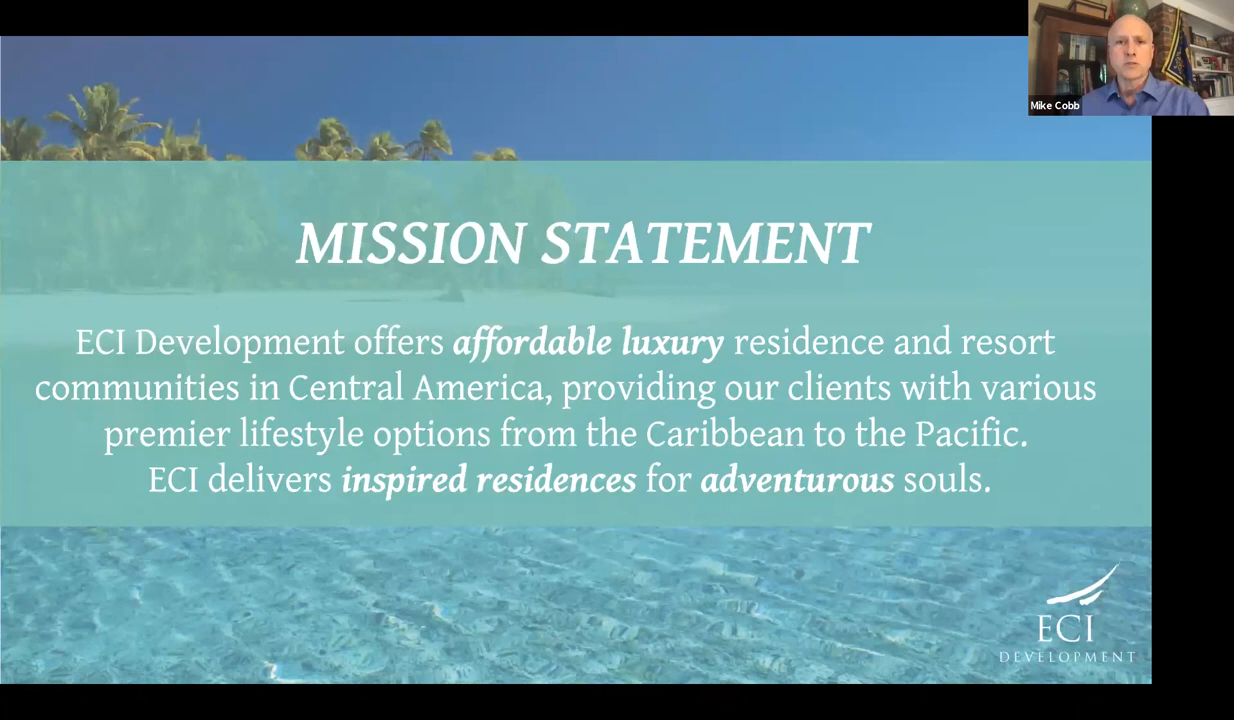 Mike Cobb
MISSION STATEMENT
ECI Development offers affordable luxury residence and resort
communities in Central America, providing our clients with various
premier lifestyle options from the Caribbean to the Pacific.
ECI delivers inspired residences for adventurous souls.
ECI
DEVELOPMENT